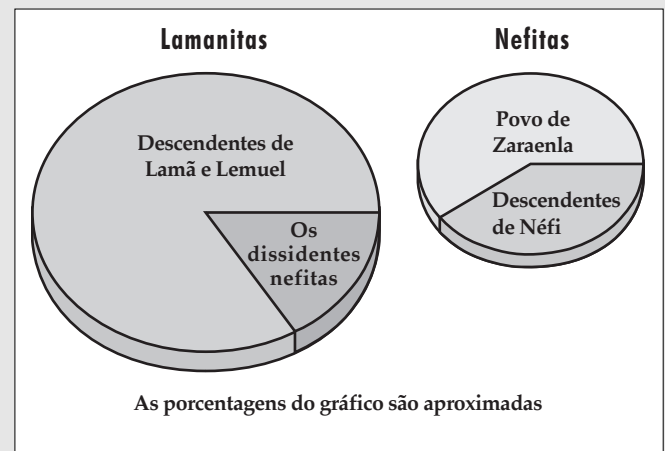 Lamanitas
Descendentes de
Lamã e Lemuel
Os
dissidentes
nefitas
Nefitas
Povo de
Zaraenla
Descendentes
de Néfi
As porcentagens do gráfico são aproximadas